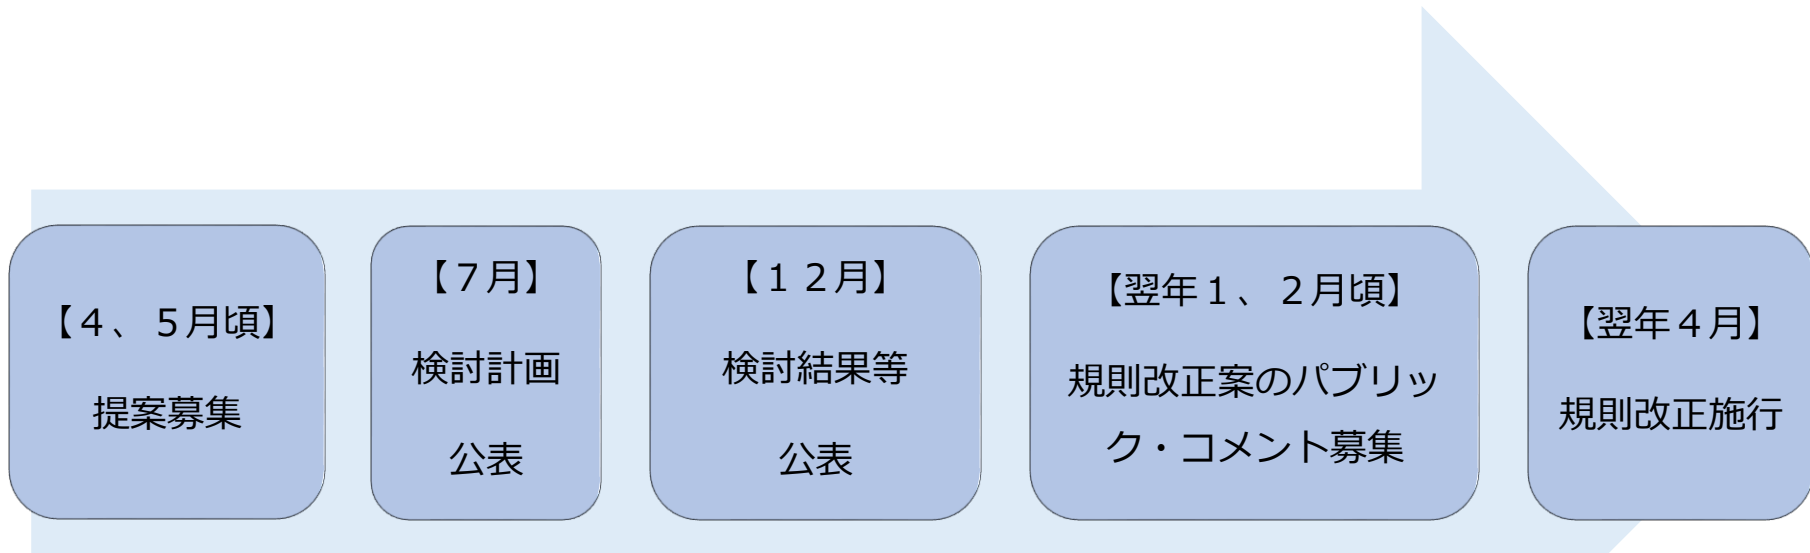 【４、５月頃】
提案募集
【７月】
検討計画
公表
【１２月】
検討結果等
公表
【翌年１、２月頃】
規則改正案のパブリッ
ク・コメント募集
【翌年４月】
規則改正施行